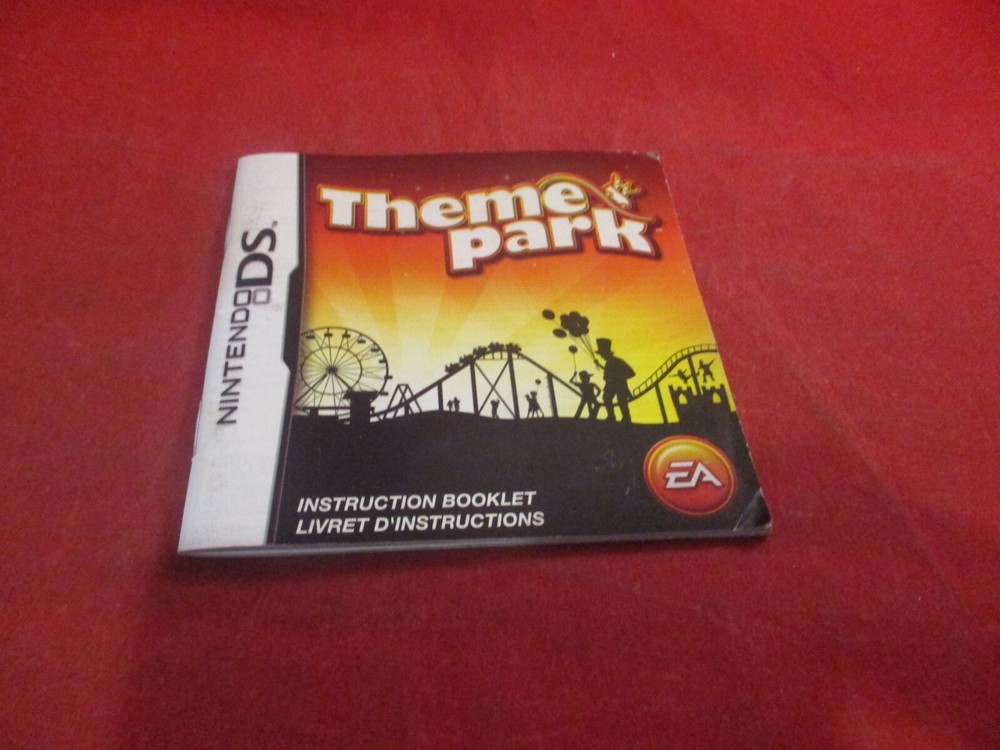 NINTENDO DS.
Theme
park
INSTRUCTION BOOKLET
LIVRET D'INSTRUCTIONS
EA